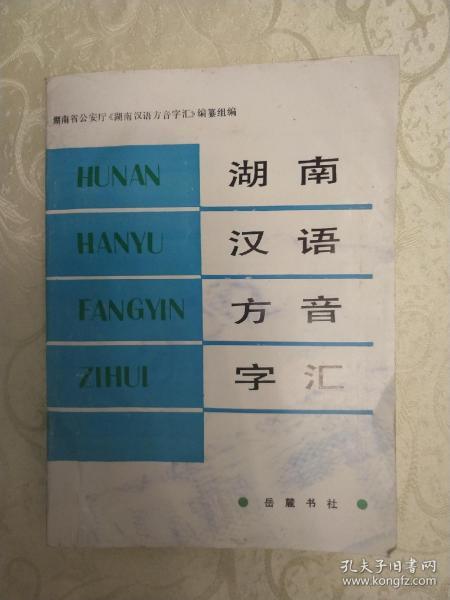 湖南省公安厅《湖南汉语方音字汇》编纂组编
HUNAN 湖南
HANYU 汉语
FANGYIN 方音
ZIHUI 字汇
岳麓书社
孔夫子旧书网
www.kongfz.com